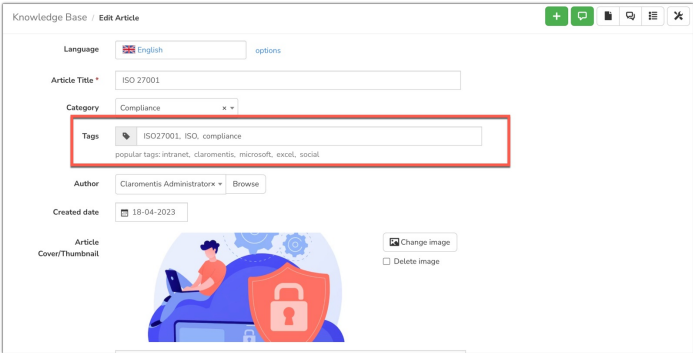 Knowledge Base / Edit Article
Language English options
Article Title * ISO 27001
Category Compliance × 
Tags ISO27001, ISO, compliance
popular tags: intranet, claromentis, microsoft, excel, social
Author Claromentis Administrator× Browse
Created date 18-04-2023
Article
Cover/Thumbnail
Change image
Delete image